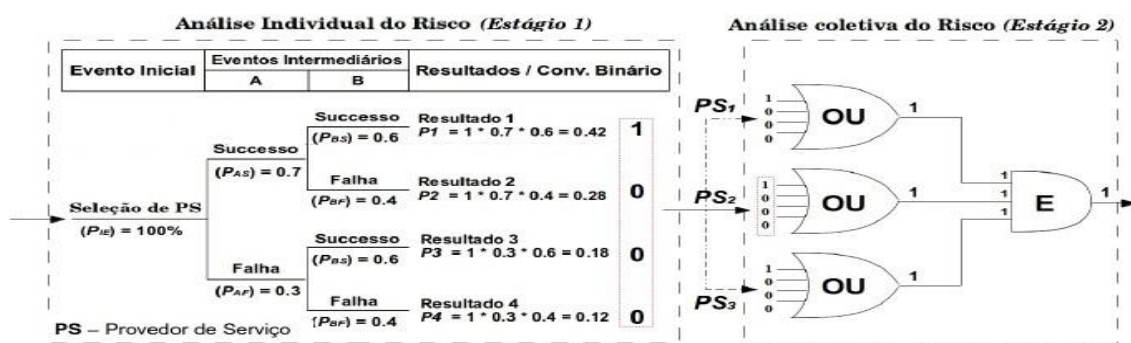 Análise Individual do Risco (Estágio 1)
Evento Inicial
Eventos Intermediários
A B
Resultados / Conv. Binário
Seleção de PS
(PIE) = 100%
Successo
(PAS) = 0.7
Falha
(PAF) = 0.3
Successo
(PBS) = 0.6
Falha
(PBF) = 0.4
Successo
(PBS) = 0.6
Falha
(PBF) = 0.4
Resultado 1
P1 = 1 * 0.7 * 0.6 = 0.42
1
Resultado 2
P2 = 1 * 0.7 * 0.4 = 0.28
0
Resultado 3
P3 = 1 * 0.3 * 0.6 = 0.18
0
Resultado 4
P4 = 1 * 0.3 * 0.4 = 0.12
0
PS – Provedor de Serviço
Análise coletiva do Risco (Estágio 2)
PS1
1
0
0
0
OU
1
PS2
1
0
0
0
OU
1
PS3
1
0
0
0
OU
1
1
1
1
E
1